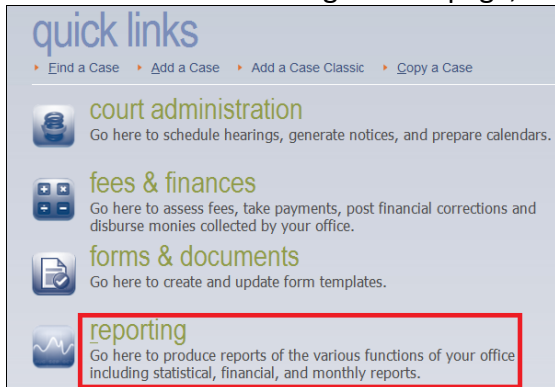 quick links
Find a Case Add a Case Add a Case Classic Copy a Case
court administration
Go here to schedule hearings, generate notices, and prepare calendars.
fees & finances
Go here to assess fees, take payments, post financial corrections and
disburse monies collected by your office.
forms & documents
Go here to create and update form templates.
reporting
Go here to produce reports of the various functions of your office
including statistical, financial, and monthly reports.